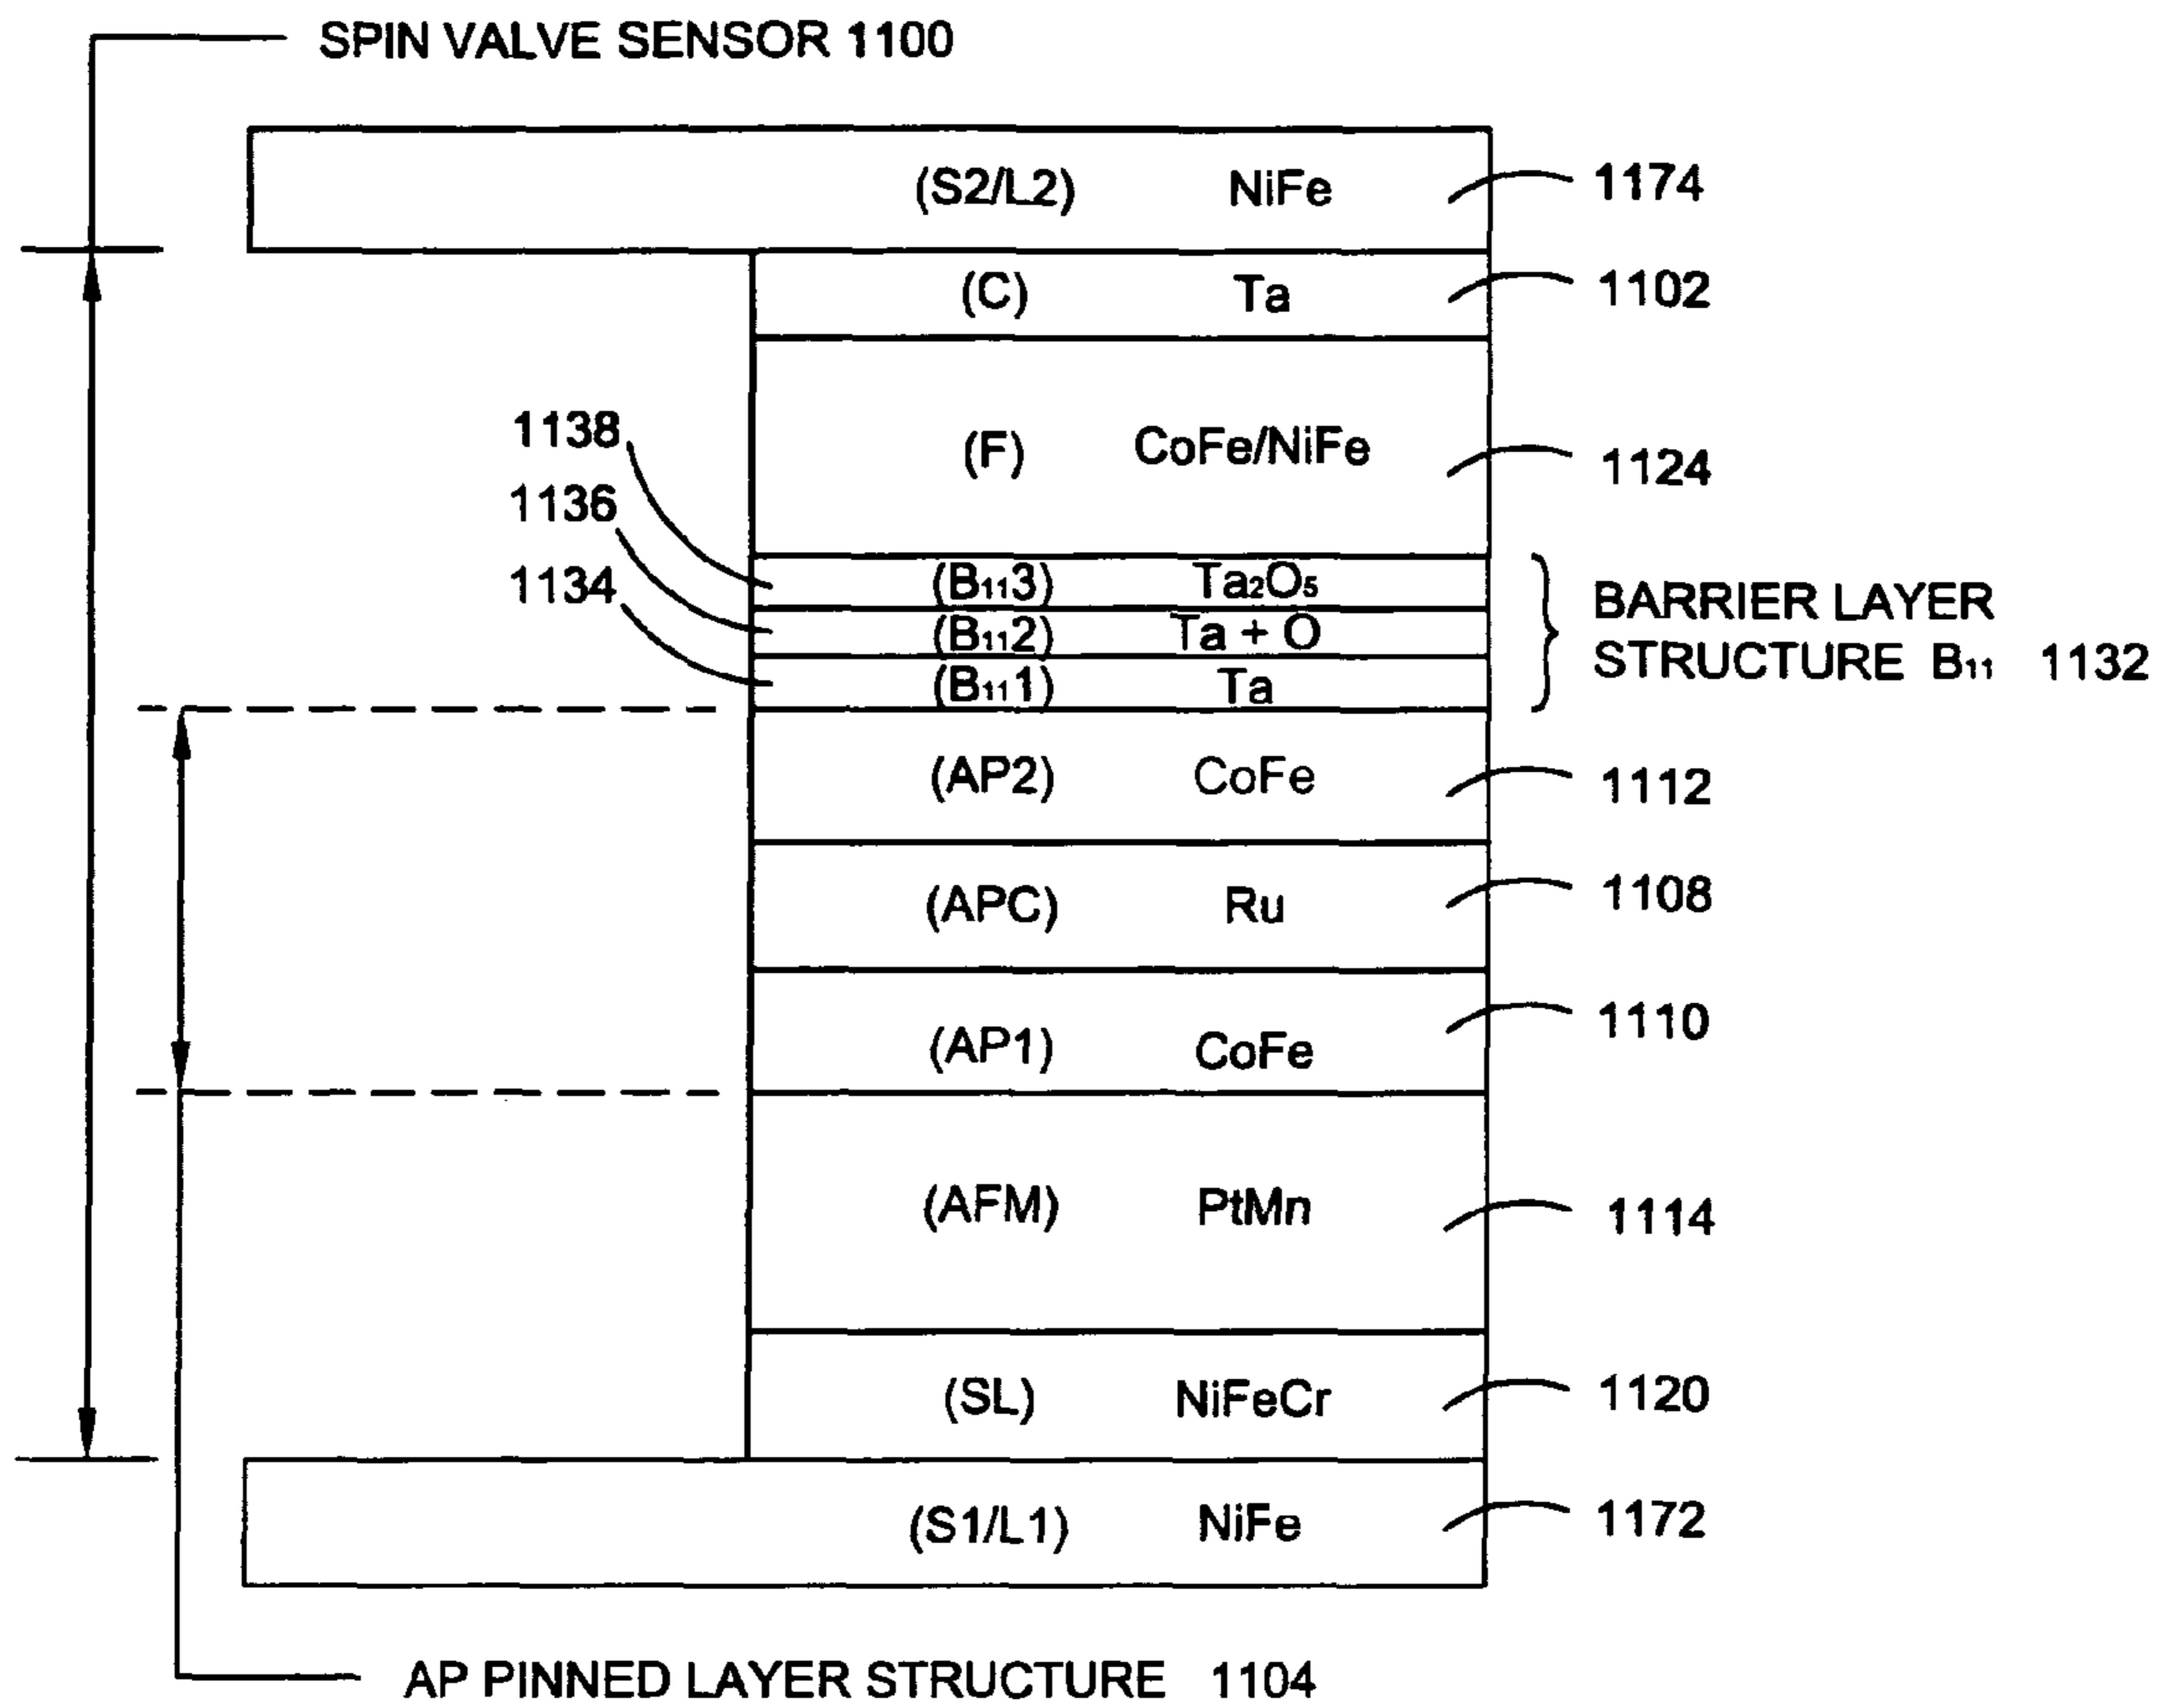 SPIN VALVE SENSOR 1100
(S2/L2) NiFe 1174
(C) Ta 1102
1138 (F) CoFe/NiFe 1124
1136
1134
(B₁₁3) Ta₂O₅
(B₁₁2) Ta + O
(B₁₁1) Ta
BARRIER LAYER
STRUCTURE B₁₁ 1132
(AP2) CoFe 1112
(APC) Ru 1108
(AP1) CoFe 1110
(AFM) PtMn 1114
(SL) NiFeCr 1120
(S1/L1) NiFe 1172
AP PINNED LAYER STRUCTURE 1104